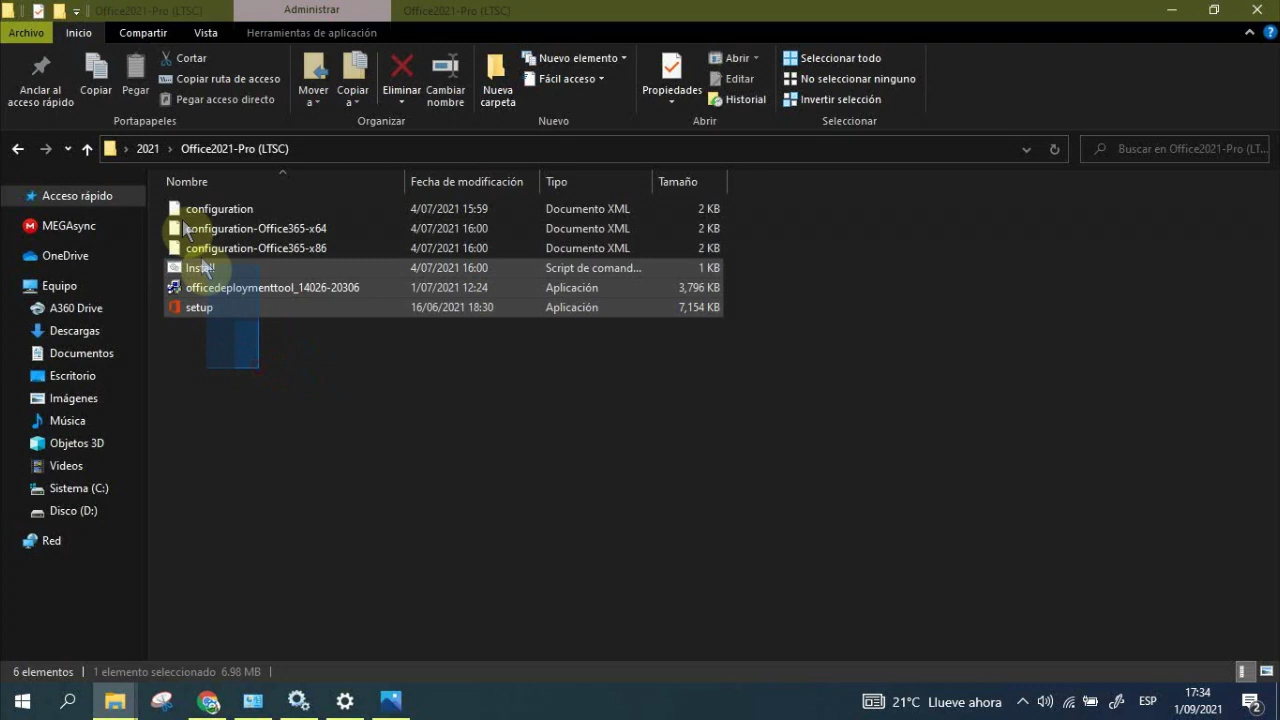 Office2021-Pro (LTSC)
Administrar
Office2021-Pro (LTSC)
Archivo
Inicio
Compartir
Vista
Herramientas de aplicación
Anclar al
acceso rápido
Copiar
Pegar
Cortar
Copiar ruta de acceso
Pegar acceso directo
Portapapeles
Mover
a
Copiar
a
Eliminar
Cambiar
nombre
Organizar
Nueva
carpeta
Nuevo elemento
Fácil acceso
Nuevo
Propiedades
Abrir
Editar
Historial
Abrir
Seleccionar todo
No seleccionar ninguno
Invertir selección
Seleccionar
2021 Office2021-Pro (LTSC)
Buscar en Office2021-Pro (LT...
Nombre Fecha de modificación Tipo Tamaño
configuration 4/07/2021 15:59 Documento XML 2 KB
configuration-Office365-x64 4/07/2021 16:00 Documento XML 2 KB
configuration-Office365-x86 4/07/2021 16:00 Documento XML 2 KB
Install 4/07/2021 16:00 Script de comand... 1 KB
officedeploymenttool_14026-20306 1/07/2021 12:24 Aplicación 3,796 KB
setup 16/06/2021 18:30 Aplicación 7,154 KB
Acceso rápido
MEGAsync
OneDrive
Equipo
A360 Drive
Descargas
Documentos
Escritorio
Imágenes
Música
Objetos 3D
Videos
Sistema (C:)
Disco (D:)
Red
6 elementos 1 elemento seleccionado 6.98 MB
21°C Llueve ahora
ESP
17:34
1/09/2021
2